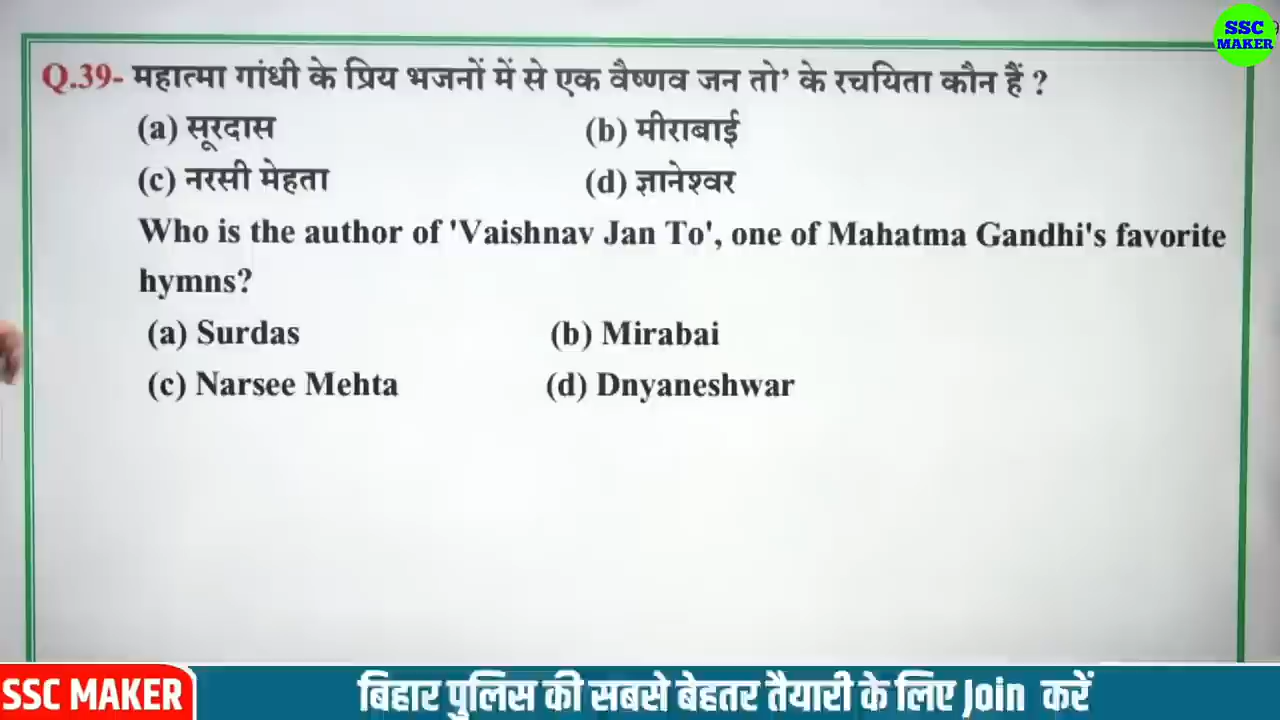 SSC
MAKER
Q.39- महात्मा गांधी के प्रिय भजनों में से एक वैष्णव जन तो’ के रचयिता कौन हैं ?
(a) सूरदास (b) मीराबाई
(c) नरसी मेहता (d) ज्ञानेश्वर
Who is the author of 'Vaishnav Jan To', one of Mahatma Gandhi's favorite
hymns?
(a) Surdas (b) Mirabai
(c) Narsee Mehta (d) Dnyaneshwar
SSC MAKER बिहार पुलिस की सबसे बेहतर तैयारी के लिए Join करें